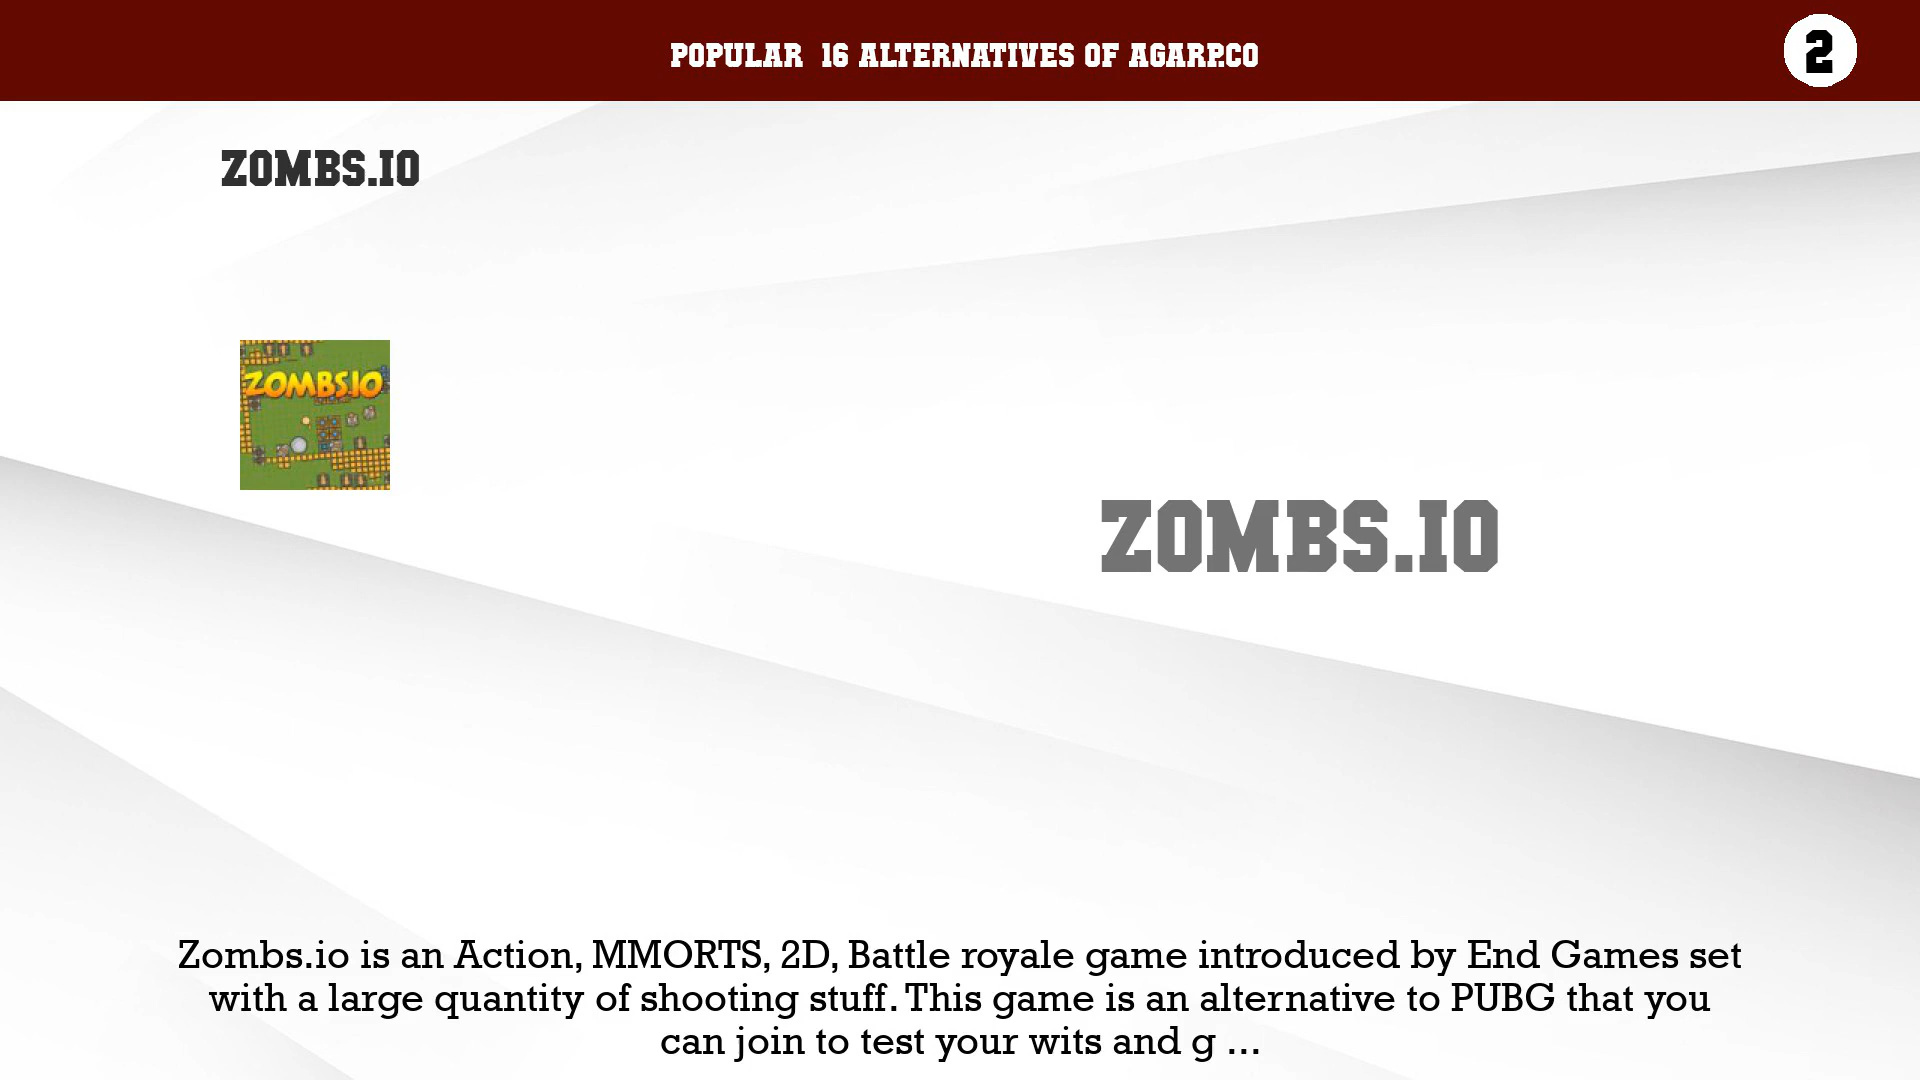 POPULAR 16 ALTERNATIVES OF AGARP.CO
2
ZOMBS.IO
ZOMBS.IO
ZOMBS.IO
Zombs.io is an Action, MMORTS, 2D, Battle royale game introduced by End Games set
with a large quantity of shooting stuff. This game is an alternative to PUBG that you
can join to test your wits and g ...